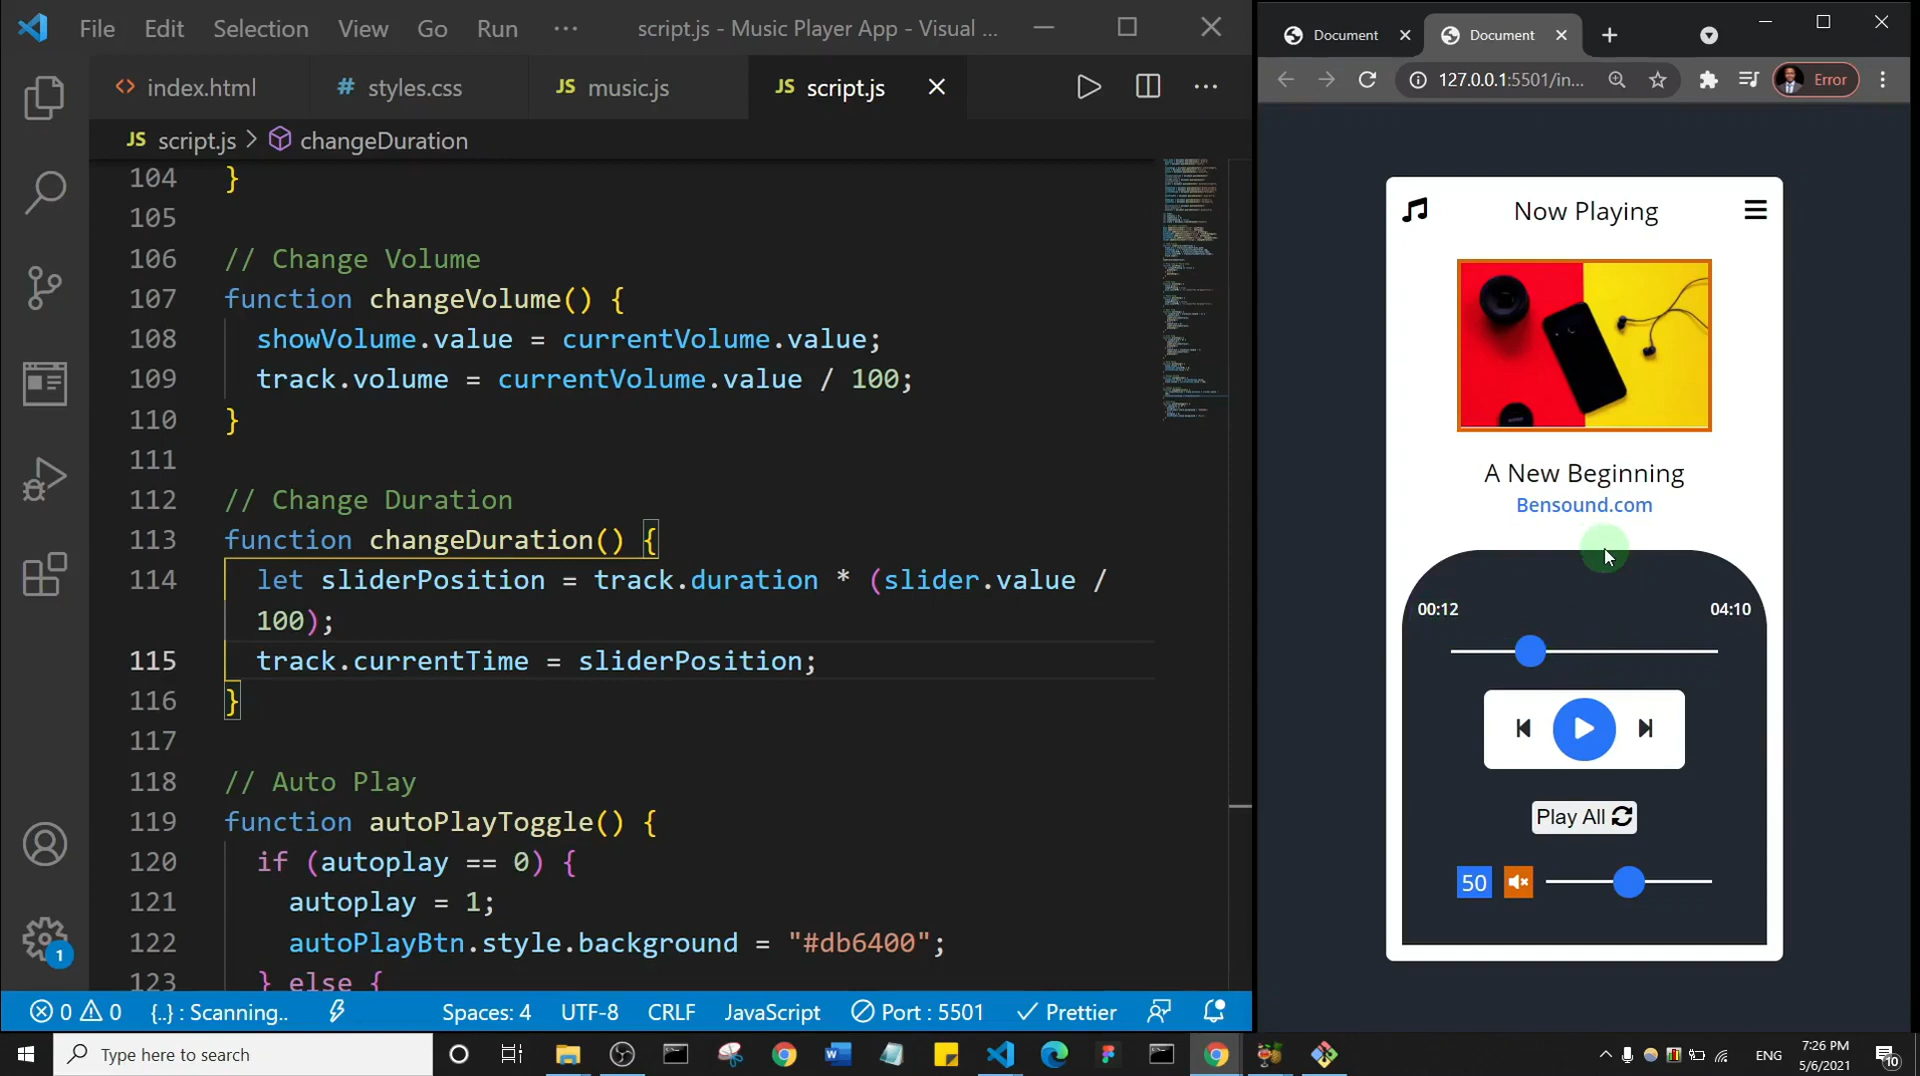 File Edit Selection View Go Run ··· script.js - Music Player App - Visual ...
index.html styles.css JS music.js JS script.js
JS script.js > changeDuration
104 }
105
106 // Change Volume
107 function changeVolume() {
108 showVolume.value = currentVolume.value;
109 track.volume = currentVolume.value / 100;
110 }
111
112 // Change Duration
113 function changeDuration() {
114 let sliderPosition = track.duration * (slider.value /
100);
115 track.currentTime = sliderPosition;
116 }
117
118 // Auto Play
119 function autoPlayToggle() {
120 if (autoplay == 0) {
121 autoplay = 1;
122 autoPlayBtn.style.background = "#db6400";
123 } else {
1
0 0 {..} : Scanning.. Spaces: 4 UTF-8 CRLF JavaScript Port : 5501 Prettier
Document Document
127.0.0.1:5501/in... Error
Now Playing
A New Beginning
Bensound.com
00:12 04:10
Play All
50
Type here to search
ENG
7:26 PM
5/6/2021
10